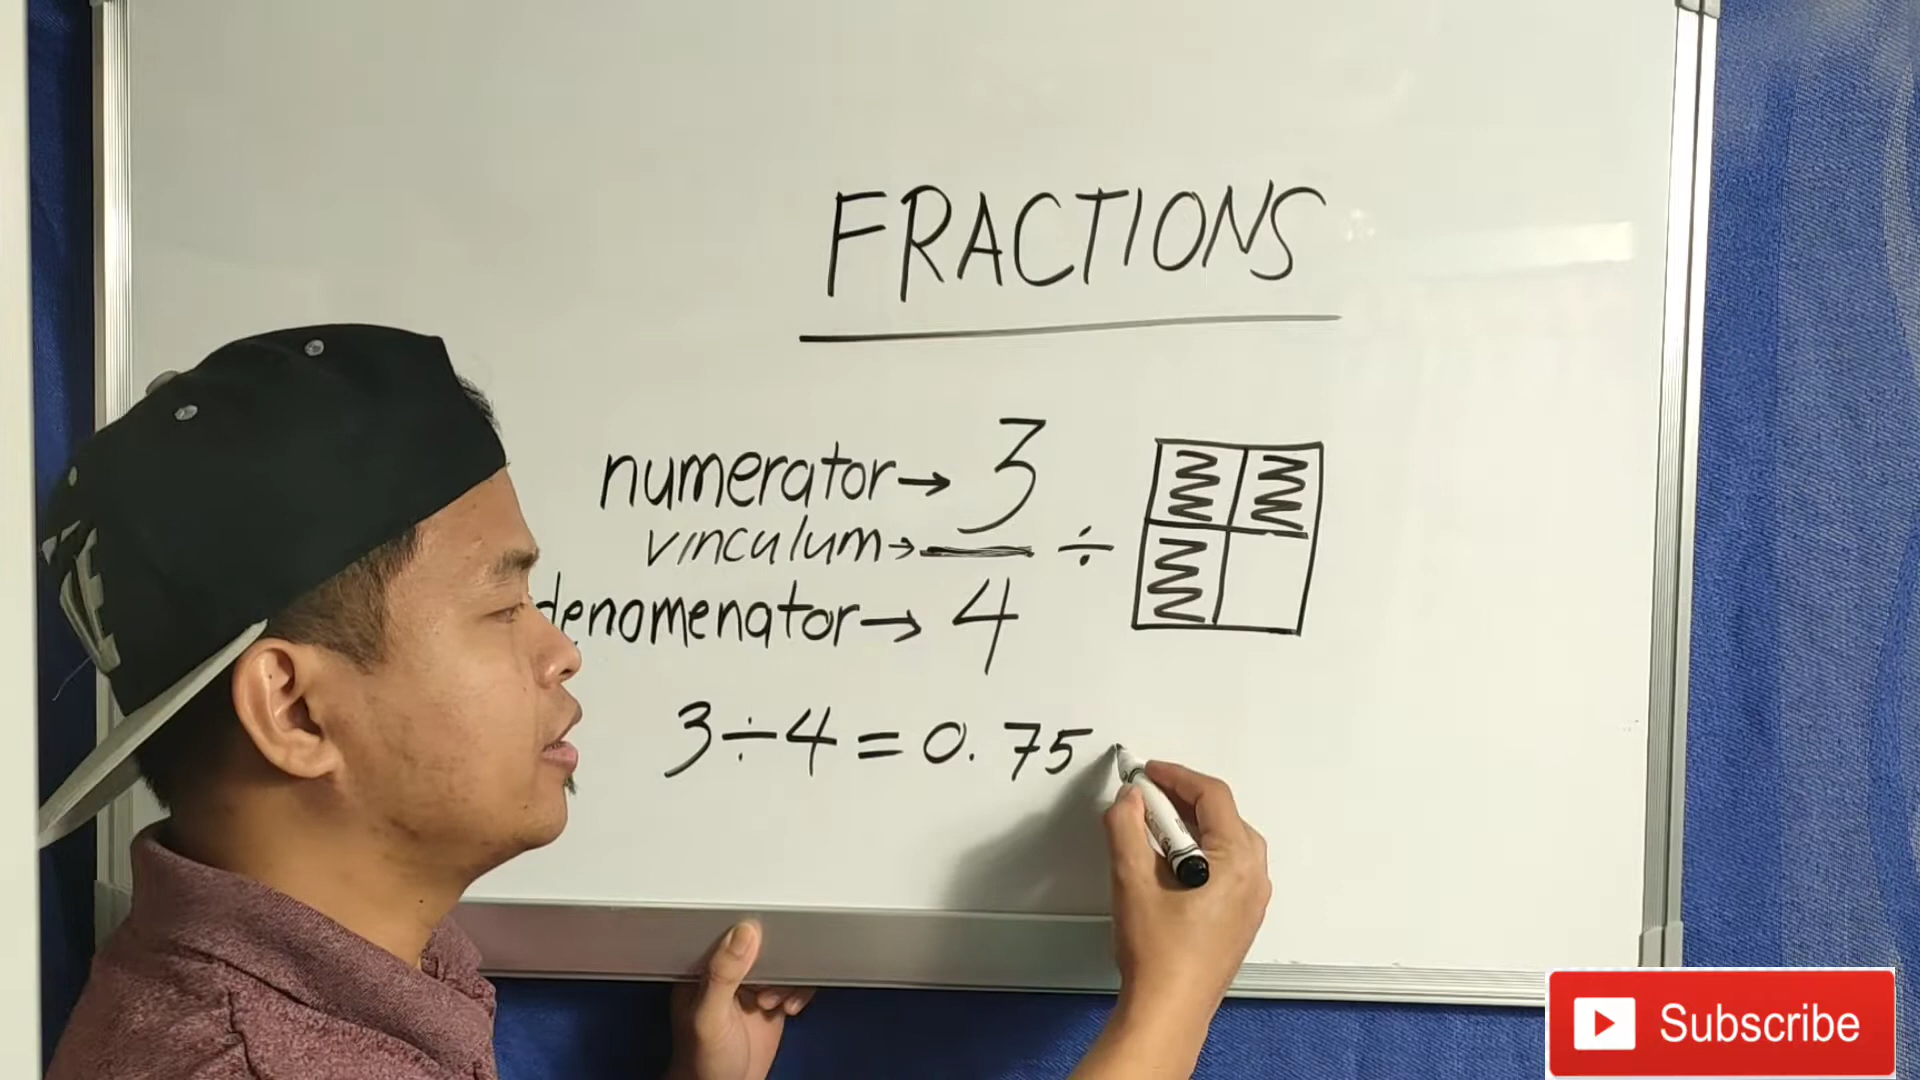 FRACTIONS
numerator→ 3
vinculum→ ÷
denomenator→ 4
3÷4=0.75
Subscribe